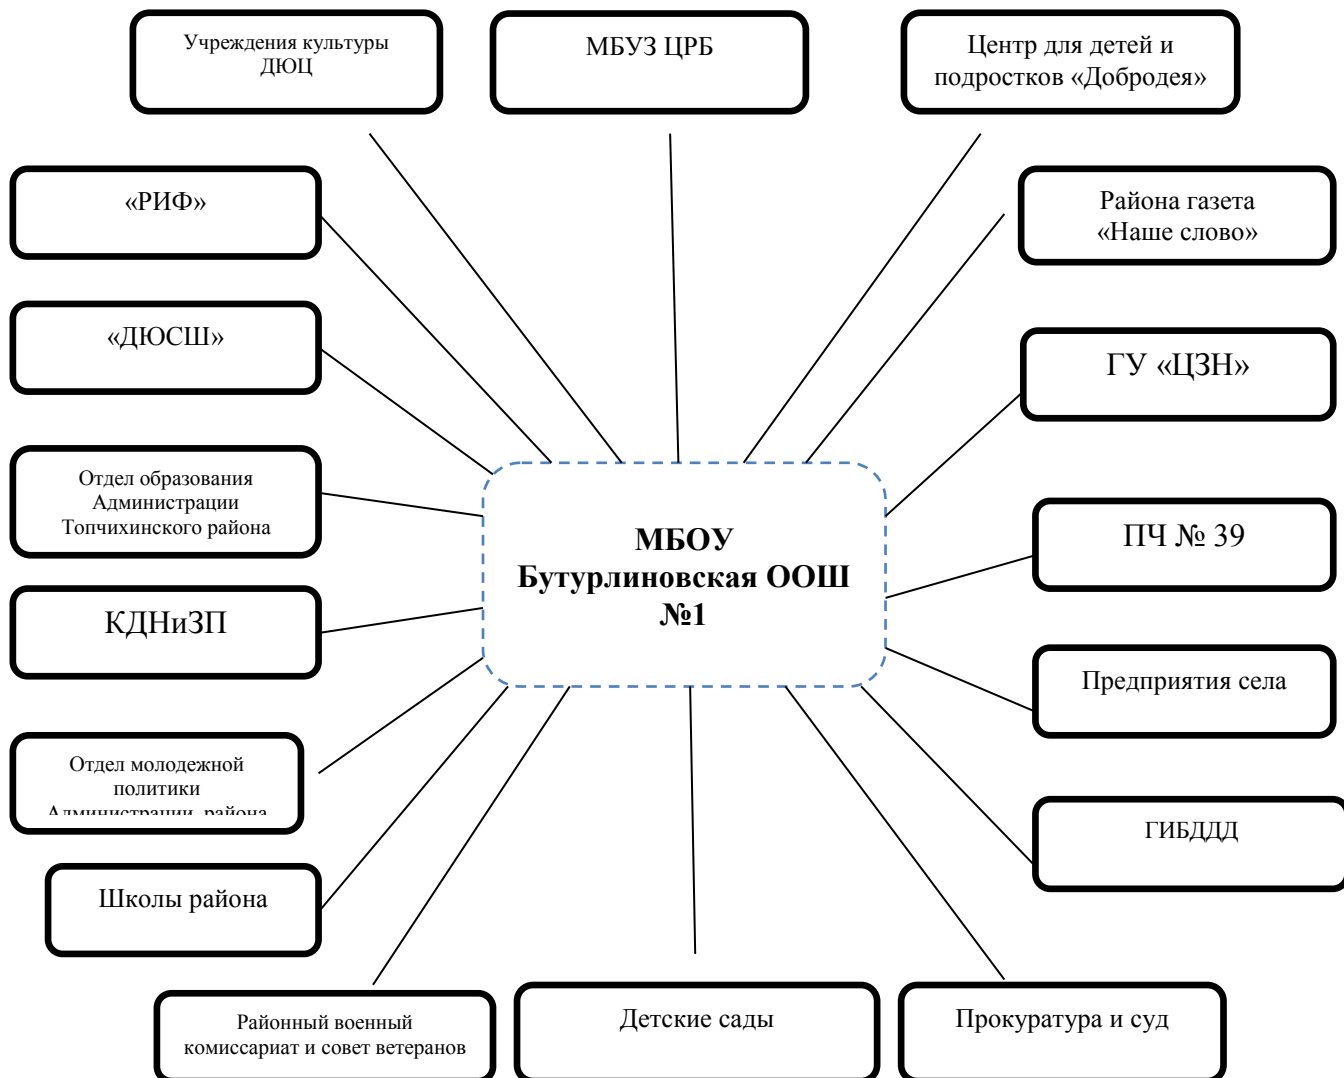 Учреждения культуры
ДЮЦ
МБУЗ ЦРБ
Центр для детей и
подростков «Добродея»
«РИФ»
Района газета
«Наше слово»
«ДЮСШ»
ГУ «ЦЗН»
Отдел образования
Администрации
Топчихинского района
МБОУ
Бутурлиновская ООШ
№1
ПЧ № 39
КДНиЗП
Предприятия села
Отдел молодежной
политики
Администрации района
ГИБДДД
Школы района
Районный военный
комиссариат и совет ветеранов
Детские сады
Прокуратура и суд